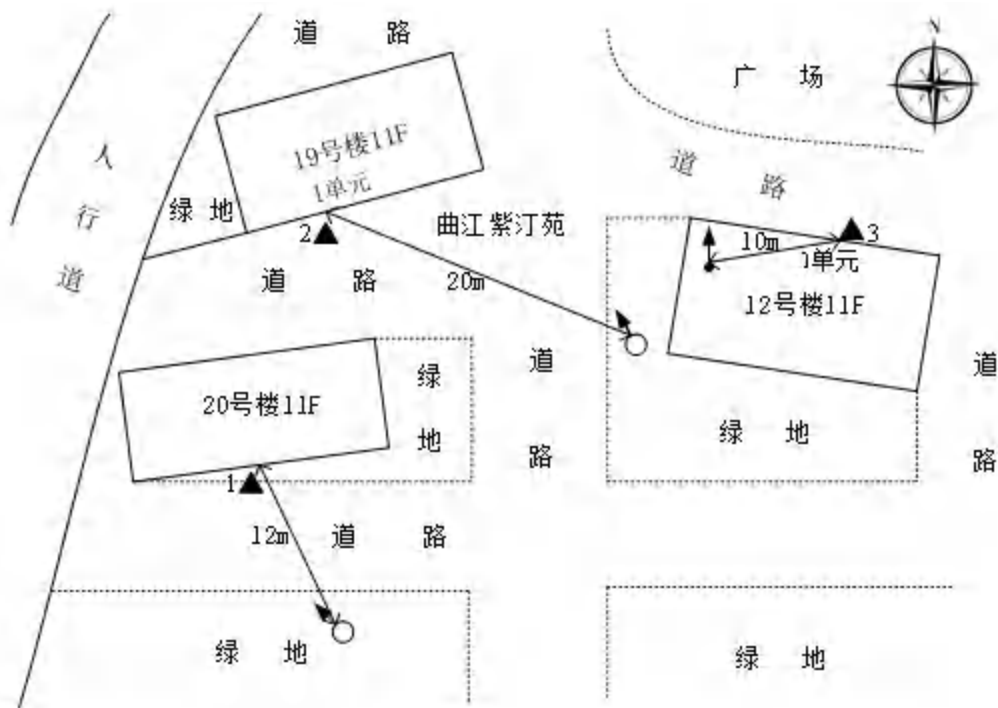 道 路
N
广 场
19号楼11F
1单元
人行道
道 路
绿 地
2
曲江紫汀苑
10m
3
1单元
12号楼11F
道 路
20m
20号楼11F
绿地
道路
道路
绿 地
1
12m
道 路
绿 地
绿 地